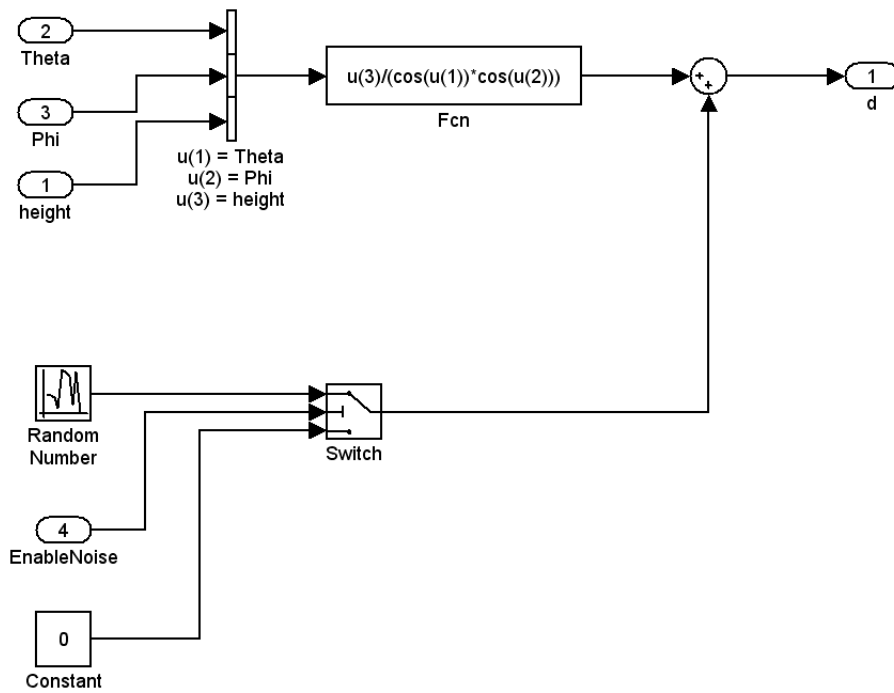 2
Theta
3
Phi
1
height
u(1) = Theta
u(2) = Phi
u(3) = height
u(3)/(cos(u(1))*cos(u(2)))
Fcn
+
+
1
d
Random
Number
Switch
4
EnableNoise
0
Constant